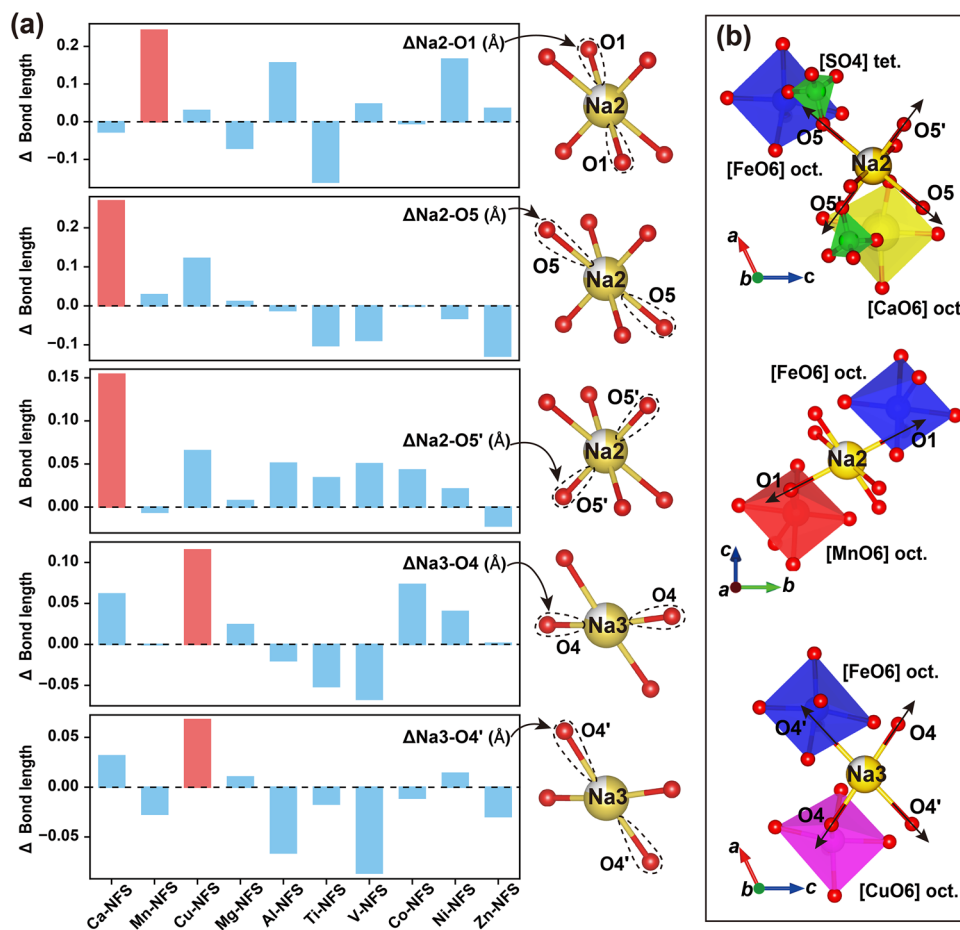 (a)
Δ Bond length
0.2
0.1
0.0
−0.1
ΔNa2-O1 (Å)
O1
Na2
O1
Δ Bond length
0.2
0.1
0.0
−0.1
ΔNa2-O5 (Å)
O5
Na2
O5
Δ Bond length
0.15
0.10
0.05
0.00
ΔNa2-O5' (Å)
O5'
Na2
O5'
Δ Bond length
0.10
0.05
0.00
−0.05
ΔNa3-O4 (Å)
O4
Na3
O4
Δ Bond length
0.05
0.00
−0.05
ΔNa3-O4' (Å)
O4'
Na3
O4'
Ca-NFS
Mn-NFS
Cu-NFS
Mg-NFS
Al-NFS
Ti-NFS
V-NFS
Co-NFS
Ni-NFS
Zn-NFS
(b)
[SO4] tet.
O5
O5'
[FeO6] oct.
Na2
O5'
O5
a
b
c
[CaO6] oct.
[FeO6] oct.
O1
Na2
O1
[MnO6] oct.
c
a
b
[FeO6] oct.
O4'
O4
Na3
O4
O4'
a
b
c
[CuO6] oct.